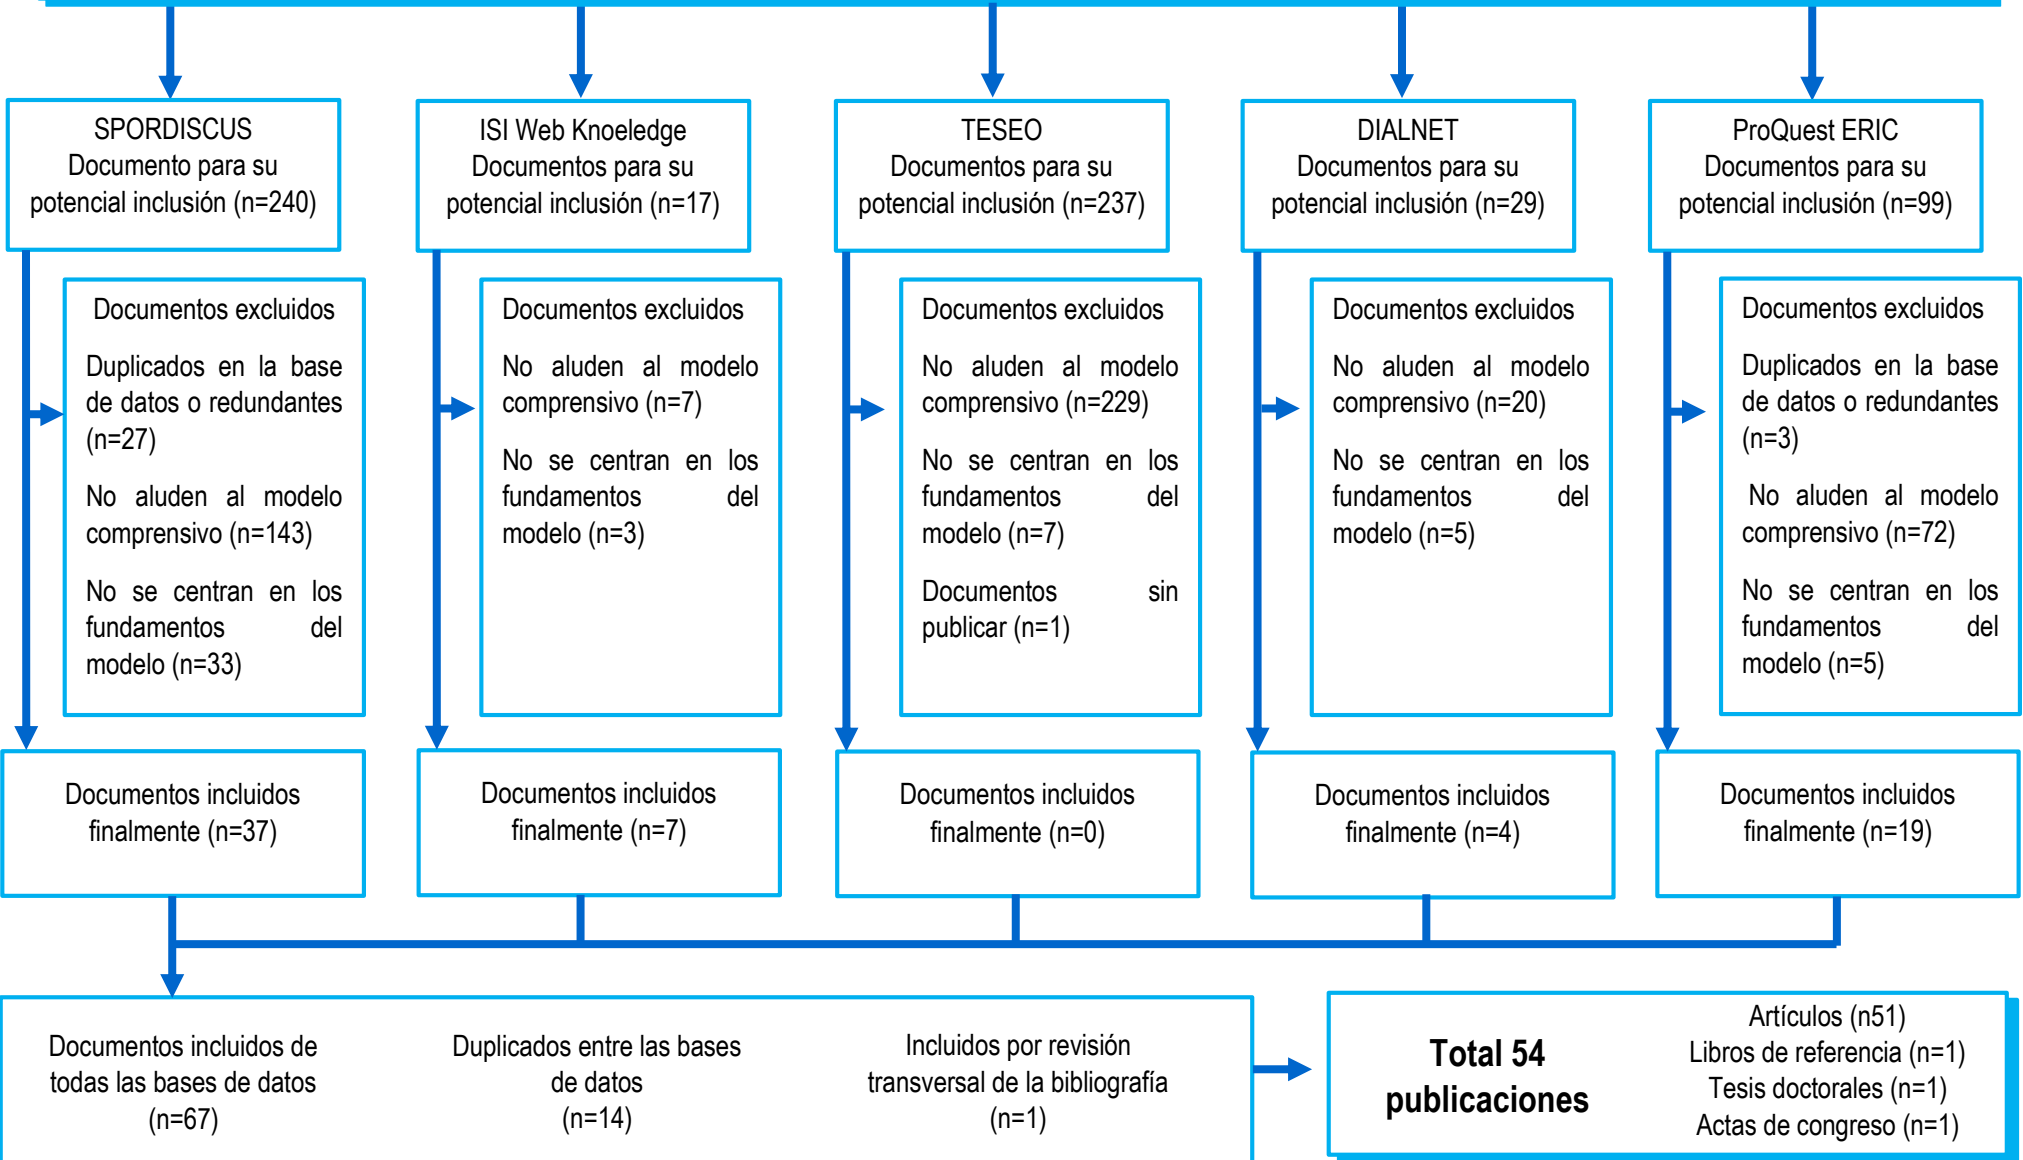 SPORDISCUS
Documento para su
potencial inclusión (n=240)
ISI Web Knoeledge
Documentos para su
potencial inclusión (n=17)
TESEO
Documentos para su
potencial inclusión (n=237)
DIALNET
Documentos para su
potencial inclusión (n=29)
ProQuest ERIC
Documentos para su
potencial inclusión (n=99)
Documentos excluidos
Duplicados en la base
de datos o redundantes
(n=27)
No aluden al modelo
comprensivo (n=143)
No se centran en los
fundamentos del
modelo (n=33)
Documentos excluidos
No aluden al modelo
comprensivo (n=7)
No se centran en los
fundamentos del
modelo (n=3)
Documentos excluidos
No aluden al modelo
comprensivo (n=229)
No se centran en los
fundamentos del
modelo (n=7)
Documentos sin
publicar (n=1)
Documentos excluidos
No aluden al modelo
comprensivo (n=20)
No se centran en los
fundamentos del
modelo (n=5)
Documentos excluidos
Duplicados en la base
de datos o redundantes
(n=3)
No aluden al modelo
comprensivo (n=72)
No se centran en los
fundamentos del
modelo (n=5)
Documentos incluidos
finalmente (n=37)
Documentos incluidos
finalmente (n=7)
Documentos incluidos
finalmente (n=0)
Documentos incluidos
finalmente (n=4)
Documentos incluidos
finalmente (n=19)
Documentos incluidos de
todas las bases de datos
(n=67)
Duplicados entre las bases
de datos
(n=14)
Incluidos por revisión
transversal de la bibliografía
(n=1)
Total 54
publicaciones
Artículos (n51)
Libros de referencia (n=1)
Tesis doctorales (n=1)
Actas de congreso (n=1)